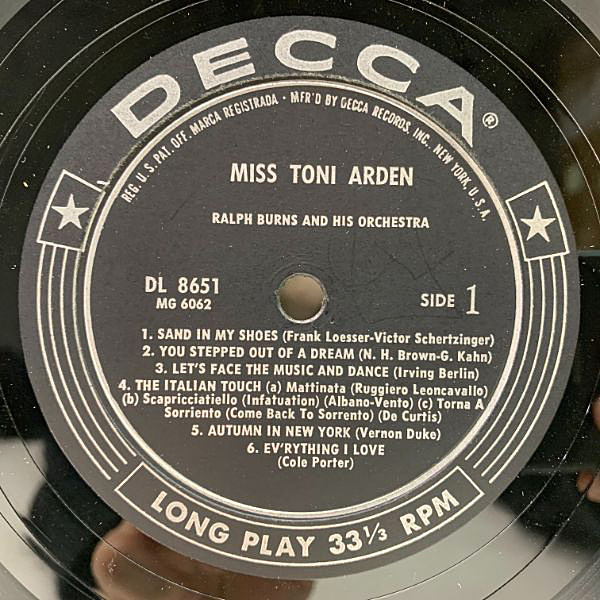 DECCA®
REG. U.S. PAT. OFF. MARCA REGISTRADA • MFR'D BY DECCA RECORDS, INC., NEW YORK, U.S.A.
MISS TONI ARDEN
RALPH BURNS AND HIS ORCHESTRA
DL 8651
MG 6062
SIDE 1
1. SAND IN MY SHOES (Frank Loesser-Victor Schertzinger)
2. YOU STEPPED OUT OF A DREAM (N. H. Brown-G. Kahn)
3. LET'S FACE THE MUSIC AND DANCE (Irving Berlin)
4. THE ITALIAN TOUCH (a) Mattinata (Ruggiero Leoncavallo)
(b) Scapricciatiello (Infatuation) (Albano-Vento) (c) Torna A
Sorriento (Come Back To Sorrento) (De Curtis)
5. AUTUMN IN NEW YORK (Vernon Duke)
6. EV'RYTHING I LOVE
(Cole Porter)
LONG PLAY 33⅓ RPM